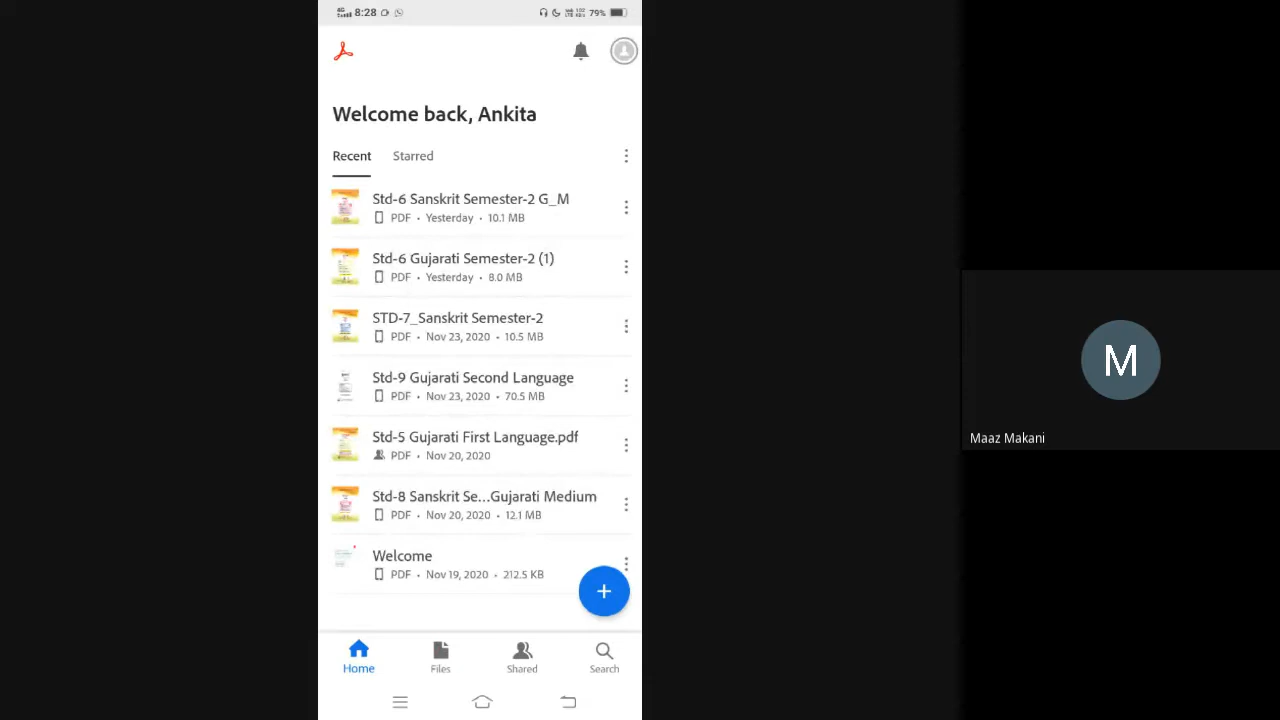 4G 8:28 79%
Welcome back, Ankita
Recent Starred
Std-6 Sanskrit Semester-2 G_M
PDF • Yesterday • 10.1 MB
Std-6 Gujarati Semester-2 (1)
PDF • Yesterday • 8.0 MB
STD-7_Sanskrit Semester-2
PDF • Nov 23, 2020 • 10.5 MB
Std-9 Gujarati Second Language
PDF • Nov 23, 2020 • 70.5 MB
Std-5 Gujarati First Language.pdf
PDF • Nov 20, 2020
Std-8 Sanskrit Se...Gujarati Medium
PDF • Nov 20, 2020 • 12.1 MB
Welcome
PDF • Nov 19, 2020 • 212.5 KB
+
Home Files Shared Search
M
Maaz Makani